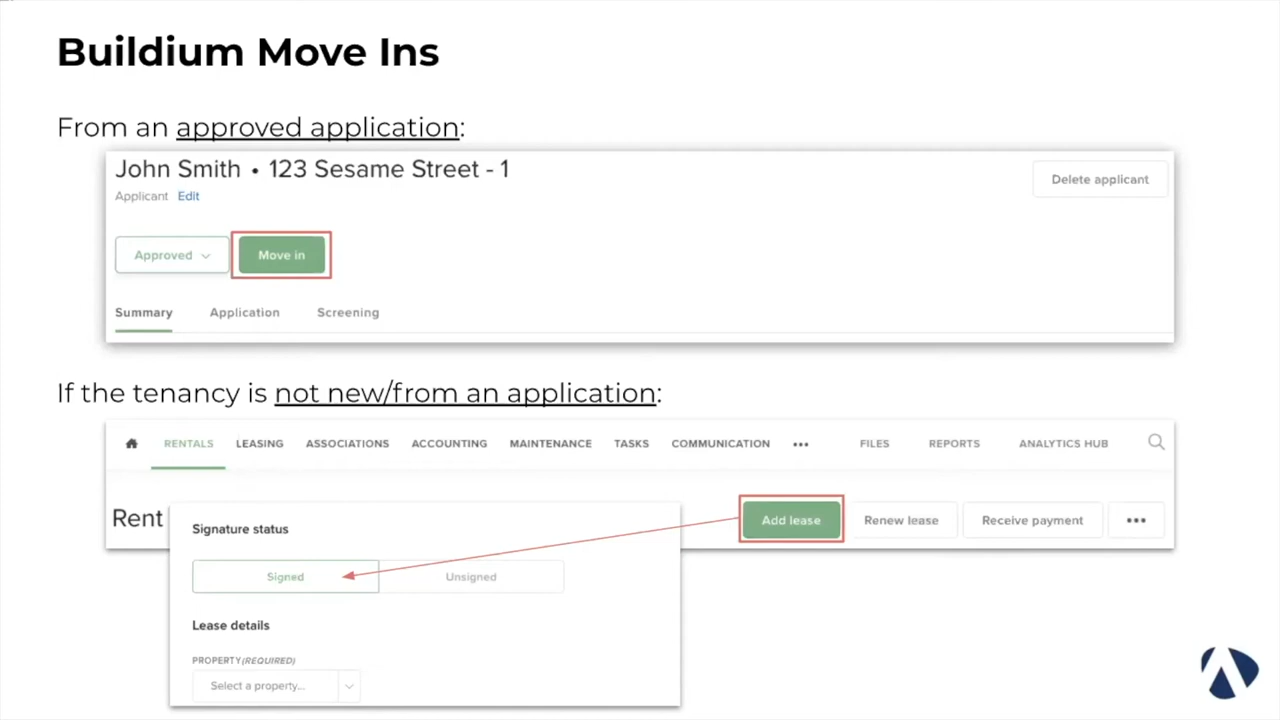 Buildium Move Ins
From an approved application:
John Smith • 123 Sesame Street - 1
Delete applicant
Applicant Edit
Approved
Move in
Summary Application Screening
If the tenancy is not new/from an application:
RENTALS LEASING ASSOCIATIONS ACCOUNTING MAINTENANCE TASKS COMMUNICATION ••• FILES REPORTS ANALYTICS HUB
Rent
Add lease Renew lease Receive payment •••
Signature status
Signed Unsigned
Lease details
PROPERTY(REQUIRED)
Select a property...